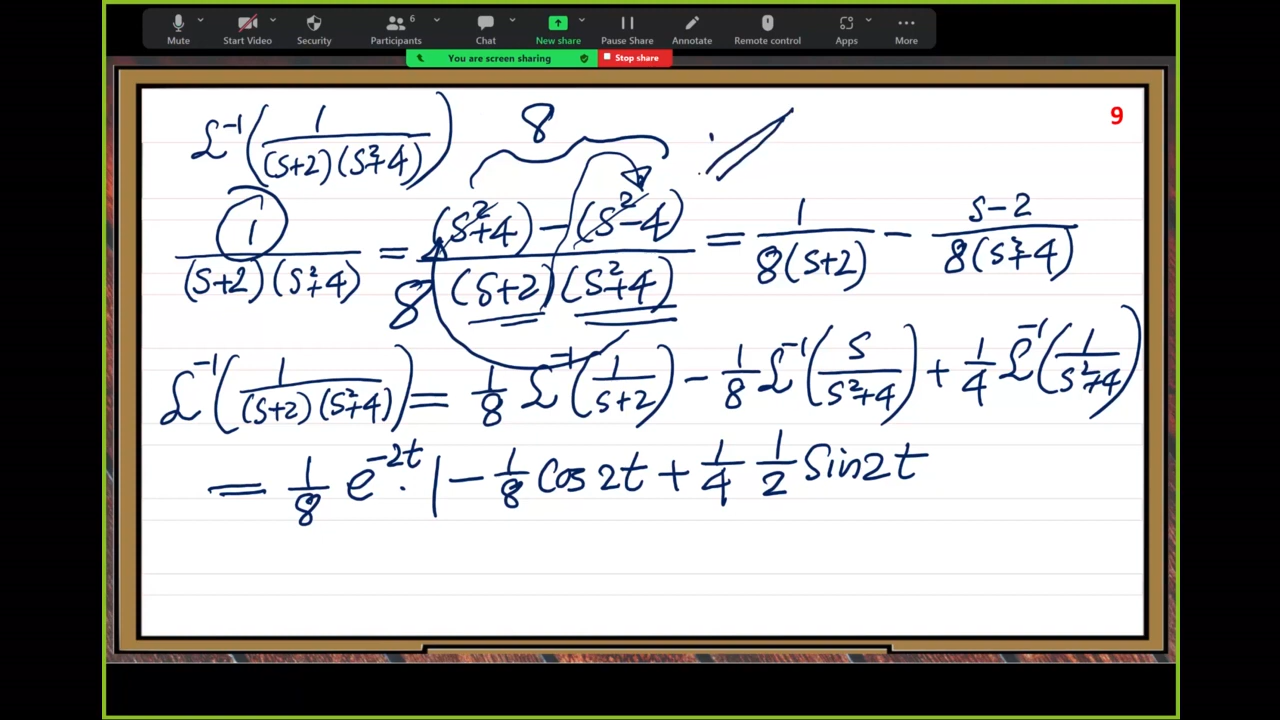 Mute Start Video Security Participants 6 Chat New share Pause Share Annotate Remote control Apps More
You are screen sharing Stop share
9
£⁻¹(1/((s+2)(s²+4))) 8
1/((s+2)(s²+4)) = ((s²+4)-(s²-4))/(8(s+2)(s²+4)) = 1/(8(s+2)) - (s-2)/(8(s²+4))
£⁻¹(1/((s+2)(s²+4))) = 1/8 £⁻¹(1/(s+2)) - 1/8 £⁻¹(s/(s²+4)) + 1/4 £⁻¹(1/(s²+4))
= 1/8 e^(-2t) · | - 1/8 Cos 2t + 1/4 1/2 Sin2t